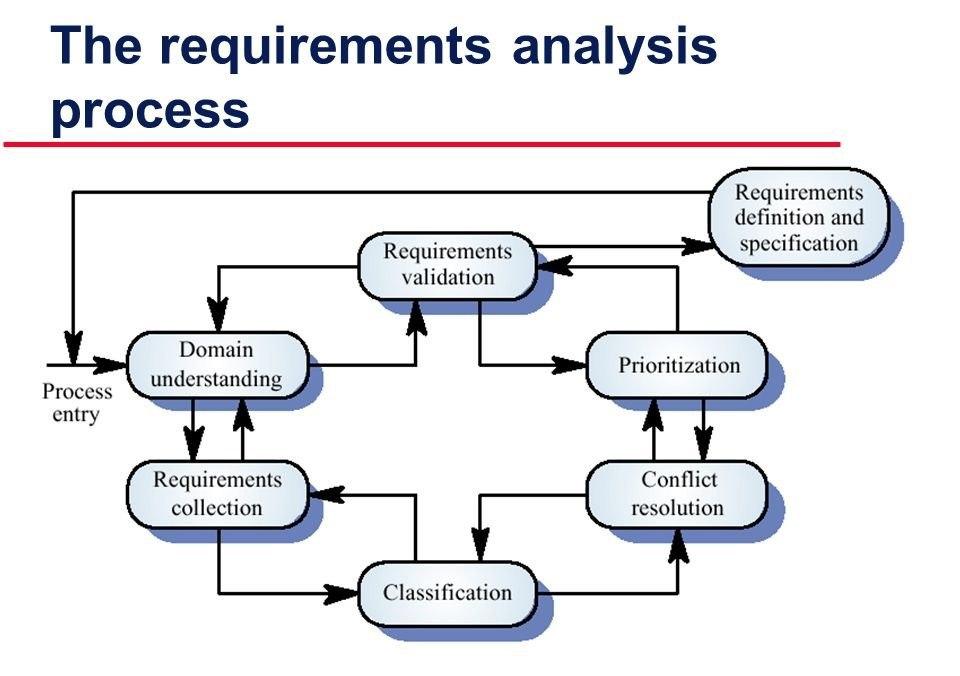 The requirements analysis
process
Requirements
definition and
specification
Requirements
validation
Domain
understanding
Prioritization
Process
entry
Requirements
collection
Conflict
resolution
Classification